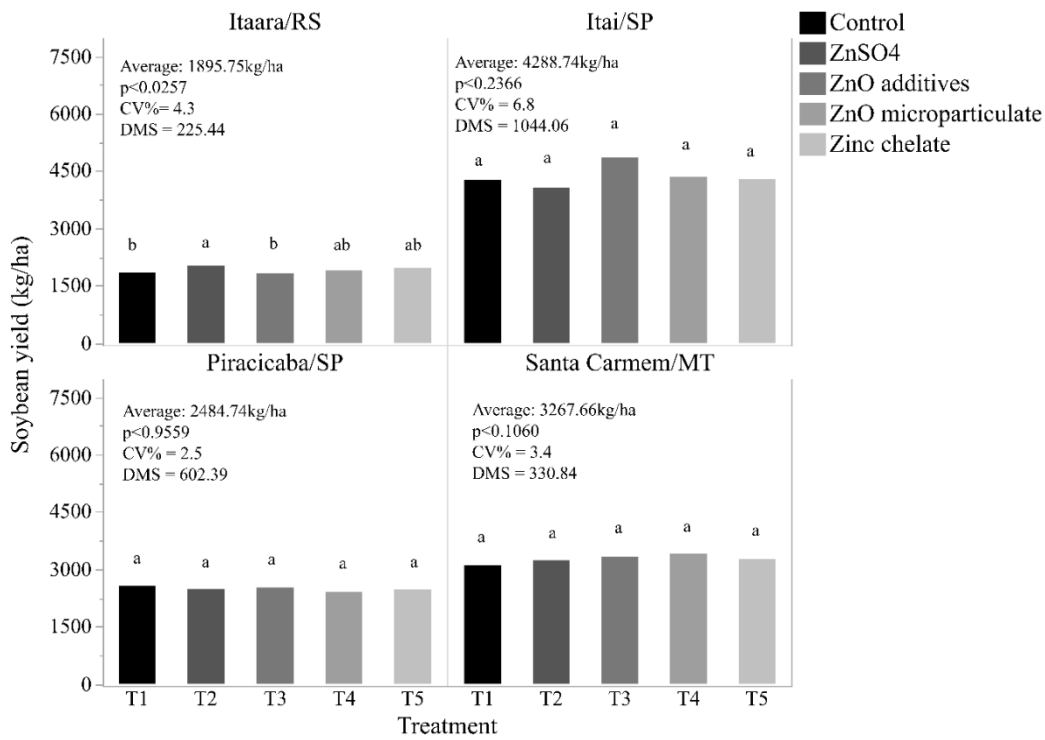 Itaara/RS
Itai/SP
Control
ZnSO4
ZnO additives
ZnO microparticulate
Zinc chelate
Soybean yield (kg/ha)
7500
6000
4500
3000
1500
0
Average: 1895.75kg/ha
p<0.0257
CV%= 4.3
DMS = 225.44
b a b ab ab
Average: 4288.74kg/ha
p<0.2366
CV% = 6.8
DMS = 1044.06
a a a a a
Piracicaba/SP
Santa Carmem/MT
7500
6000
4500
3000
1500
0
Average: 2484.74kg/ha
p<0.9559
CV% = 2.5
DMS = 602.39
a a a a a
Average: 3267.66kg/ha
p<0.1060
CV% = 3.4
DMS = 330.84
a a a a a
T1 T2 T3 T4 T5
T1 T2 T3 T4 T5
Treatment